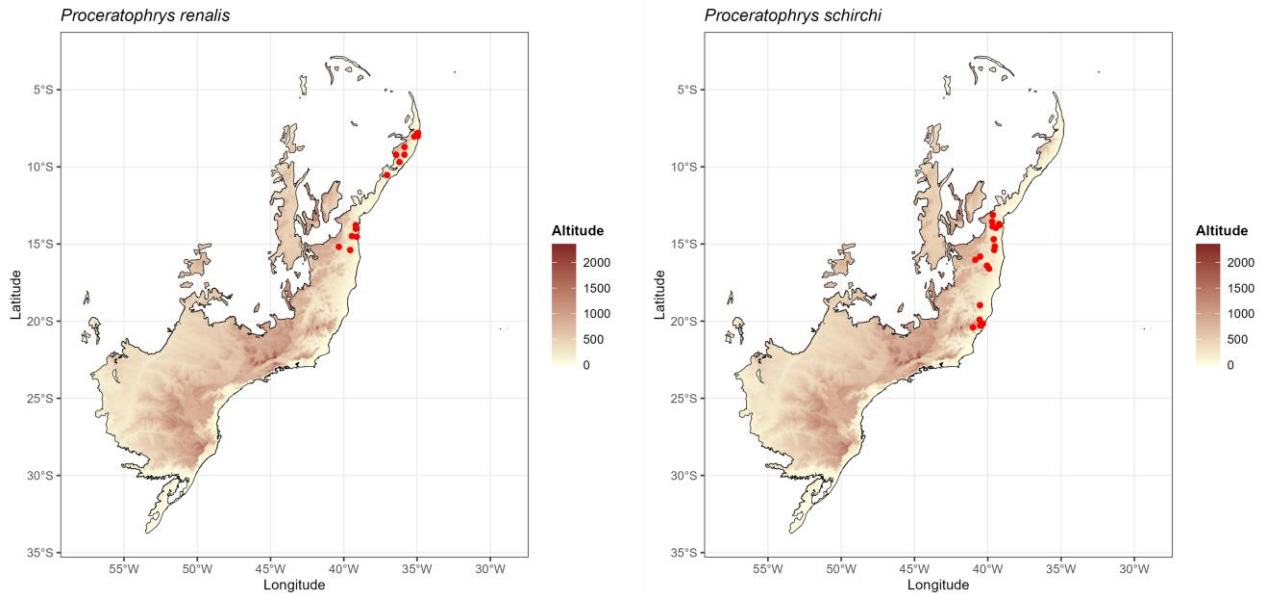 Proceratophrys renalis
5°S
10°S
15°S
20°S
25°S
30°S
35°S
Latitude
55°W 50°W 45°W 40°W 35°W 30°W
Longitude
Altitude
2000
1500
1000
500
0
Proceratophrys schirchi
5°S
10°S
15°S
20°S
25°S
30°S
35°S
Latitude
55°W 50°W 45°W 40°W 35°W 30°W
Longitude
Altitude
2000
1500
1000
500
0